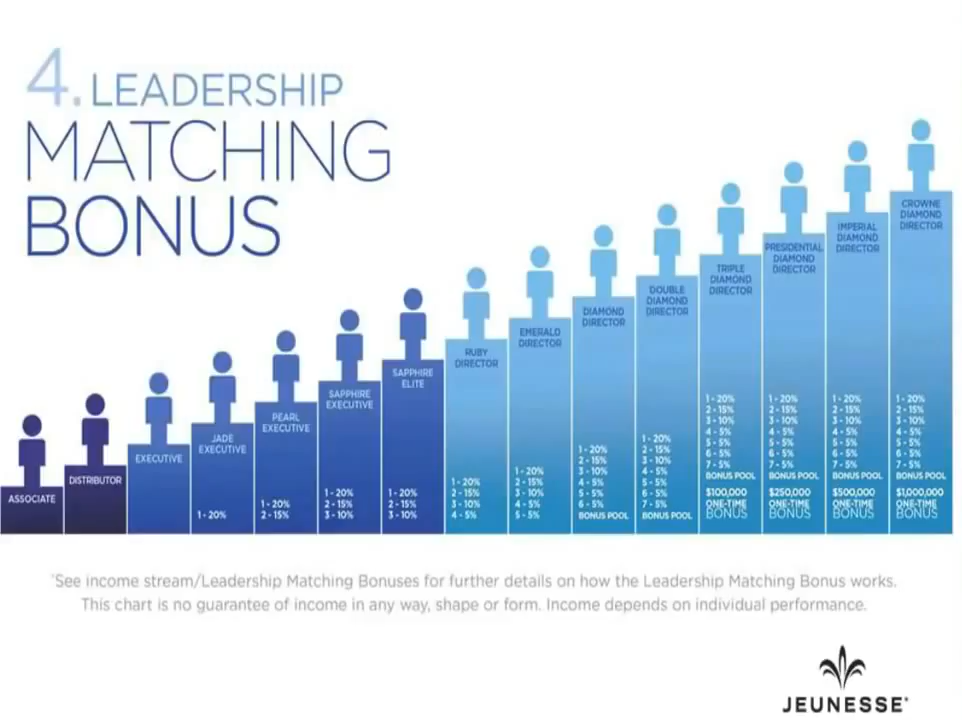 4. LEADERSHIP
MATCHING
BONUS
ASSOCIATE
DISTRIBUTOR
EXECUTIVE
JADE
EXECUTIVE
1 - 20%
PEARL
EXECUTIVE
1 - 20%
2 - 15%
SAPPHIRE
EXECUTIVE
1 - 20%
2 - 15%
3 - 10%
SAPPHIRE
ELITE
1 - 20%
2 - 15%
3 - 10%
RUBY
DIRECTOR
1 - 20%
2 - 15%
3 - 10%
4 - 5%
EMERALD
DIRECTOR
1 - 20%
2 - 15%
3 - 10%
4 - 5%
5 - 5%
DIAMOND
DIRECTOR
1 - 20%
2 - 15%
3 - 10%
4 - 5%
5 - 5%
6 - 5%
BONUS POOL
DOUBLE
DIAMOND
DIRECTOR
1 - 20%
2 - 15%
3 - 10%
4 - 5%
5 - 5%
6 - 5%
7 - 5%
BONUS POOL
TRIPLE
DIAMOND
DIRECTOR
1 - 20%
2 - 15%
3 - 10%
4 - 5%
5 - 5%
6 - 5%
7 - 5%
BONUS POOL
$100,000
ONE-TIME
BONUS
PRESIDENTIAL
DIAMOND
DIRECTOR
1 - 20%
2 - 15%
3 - 10%
4 - 5%
5 - 5%
6 - 5%
7 - 5%
BONUS POOL
$250,000
ONE-TIME
BONUS
IMPERIAL
DIAMOND
DIRECTOR
1 - 20%
2 - 15%
3 - 10%
4 - 5%
5 - 5%
6 - 5%
7 - 5%
BONUS POOL
$500,000
ONE-TIME
BONUS
CROWNE
DIAMOND
DIRECTOR
1 - 20%
2 - 15%
3 - 10%
4 - 5%
5 - 5%
6 - 5%
7 - 5%
BONUS POOL
$1,000,000
ONE-TIME
BONUS
*See income stream/Leadership Matching Bonuses for further details on how the Leadership Matching Bonus works.
This chart is no guarantee of income in any way, shape or form. Income depends on individual performance.
JEUNESSE®